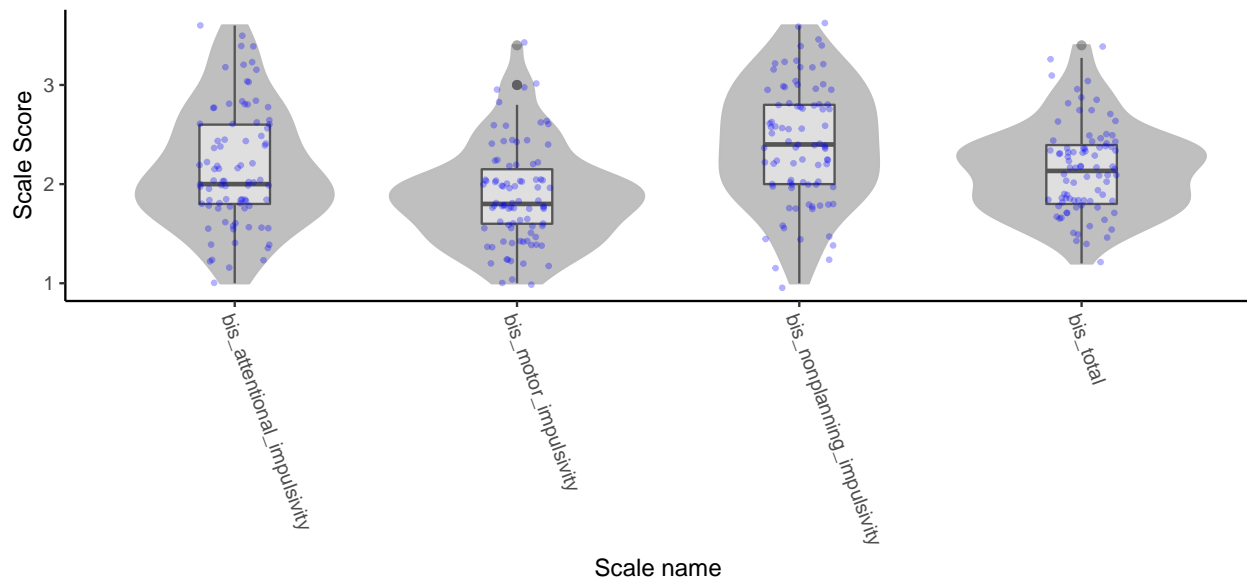 Scale Score
3
2
1
bis_attentional_impulsivity
bis_motor_impulsivity
bis_nonplanning_impulsivity
bis_total
Scale name